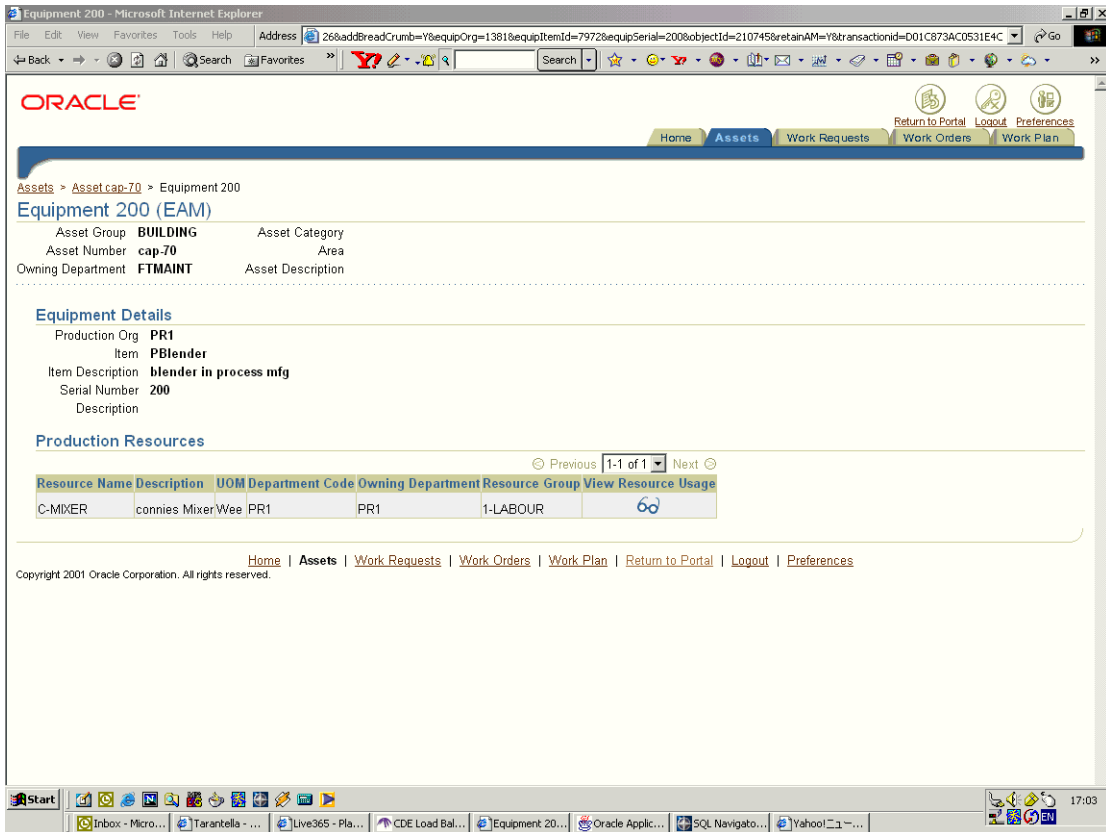 Equipment 200 - Microsoft Internet Explorer
File Edit View Favorites Tools Help Address 26&addBreadCrumb=Y&equipOrg=1381&equipItemId=7972&equipSerial=200&objectId=210745&retainAM=Y&transactionid=D01C873AC0531E4C Go
Back Search Favorites » Y? Search »
ORACLE
Return to Portal Logout Preferences
Home Assets Work Requests Work Orders Work Plan
Assets > Asset cap-70 > Equipment 200
Equipment 200 (EAM)
Asset Group BUILDING Asset Category
Asset Number cap-70 Area
Owning Department FTMAINT Asset Description
Equipment Details
Production Org PR1
Item PBlender
Item Description blender in process mfg
Serial Number 200
Description
Production Resources
Previous 1-1 of 1 Next
Resource Name Description UOM Department Code Owning Department Resource Group View Resource Usage
C-MIXER connies Mixer Wee PR1 PR1 1-LABOUR
Home | Assets | Work Requests | Work Orders | Work Plan | Return to Portal | Logout | Preferences
Copyright 2001 Oracle Corporation. All rights reserved.
Start 17:03
EN
Inbox - Micro... Tarantella - ... Live365 - Pla... CDE Load Bal... Equipment 20... Oracle Applic... SQL Navigato... Yahoo!ニュー...